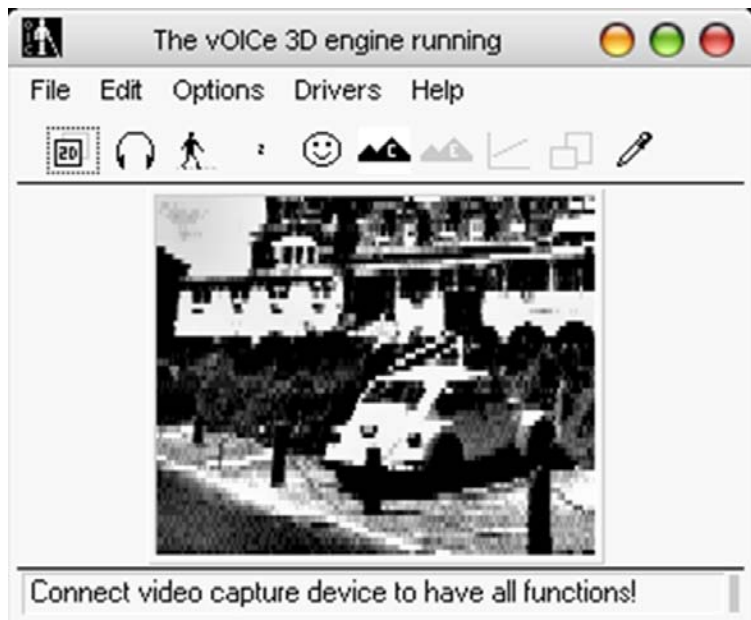 The vOICe 3D engine running
File Edit Options Drivers Help
2D C C
Connect video capture device to have all functions!